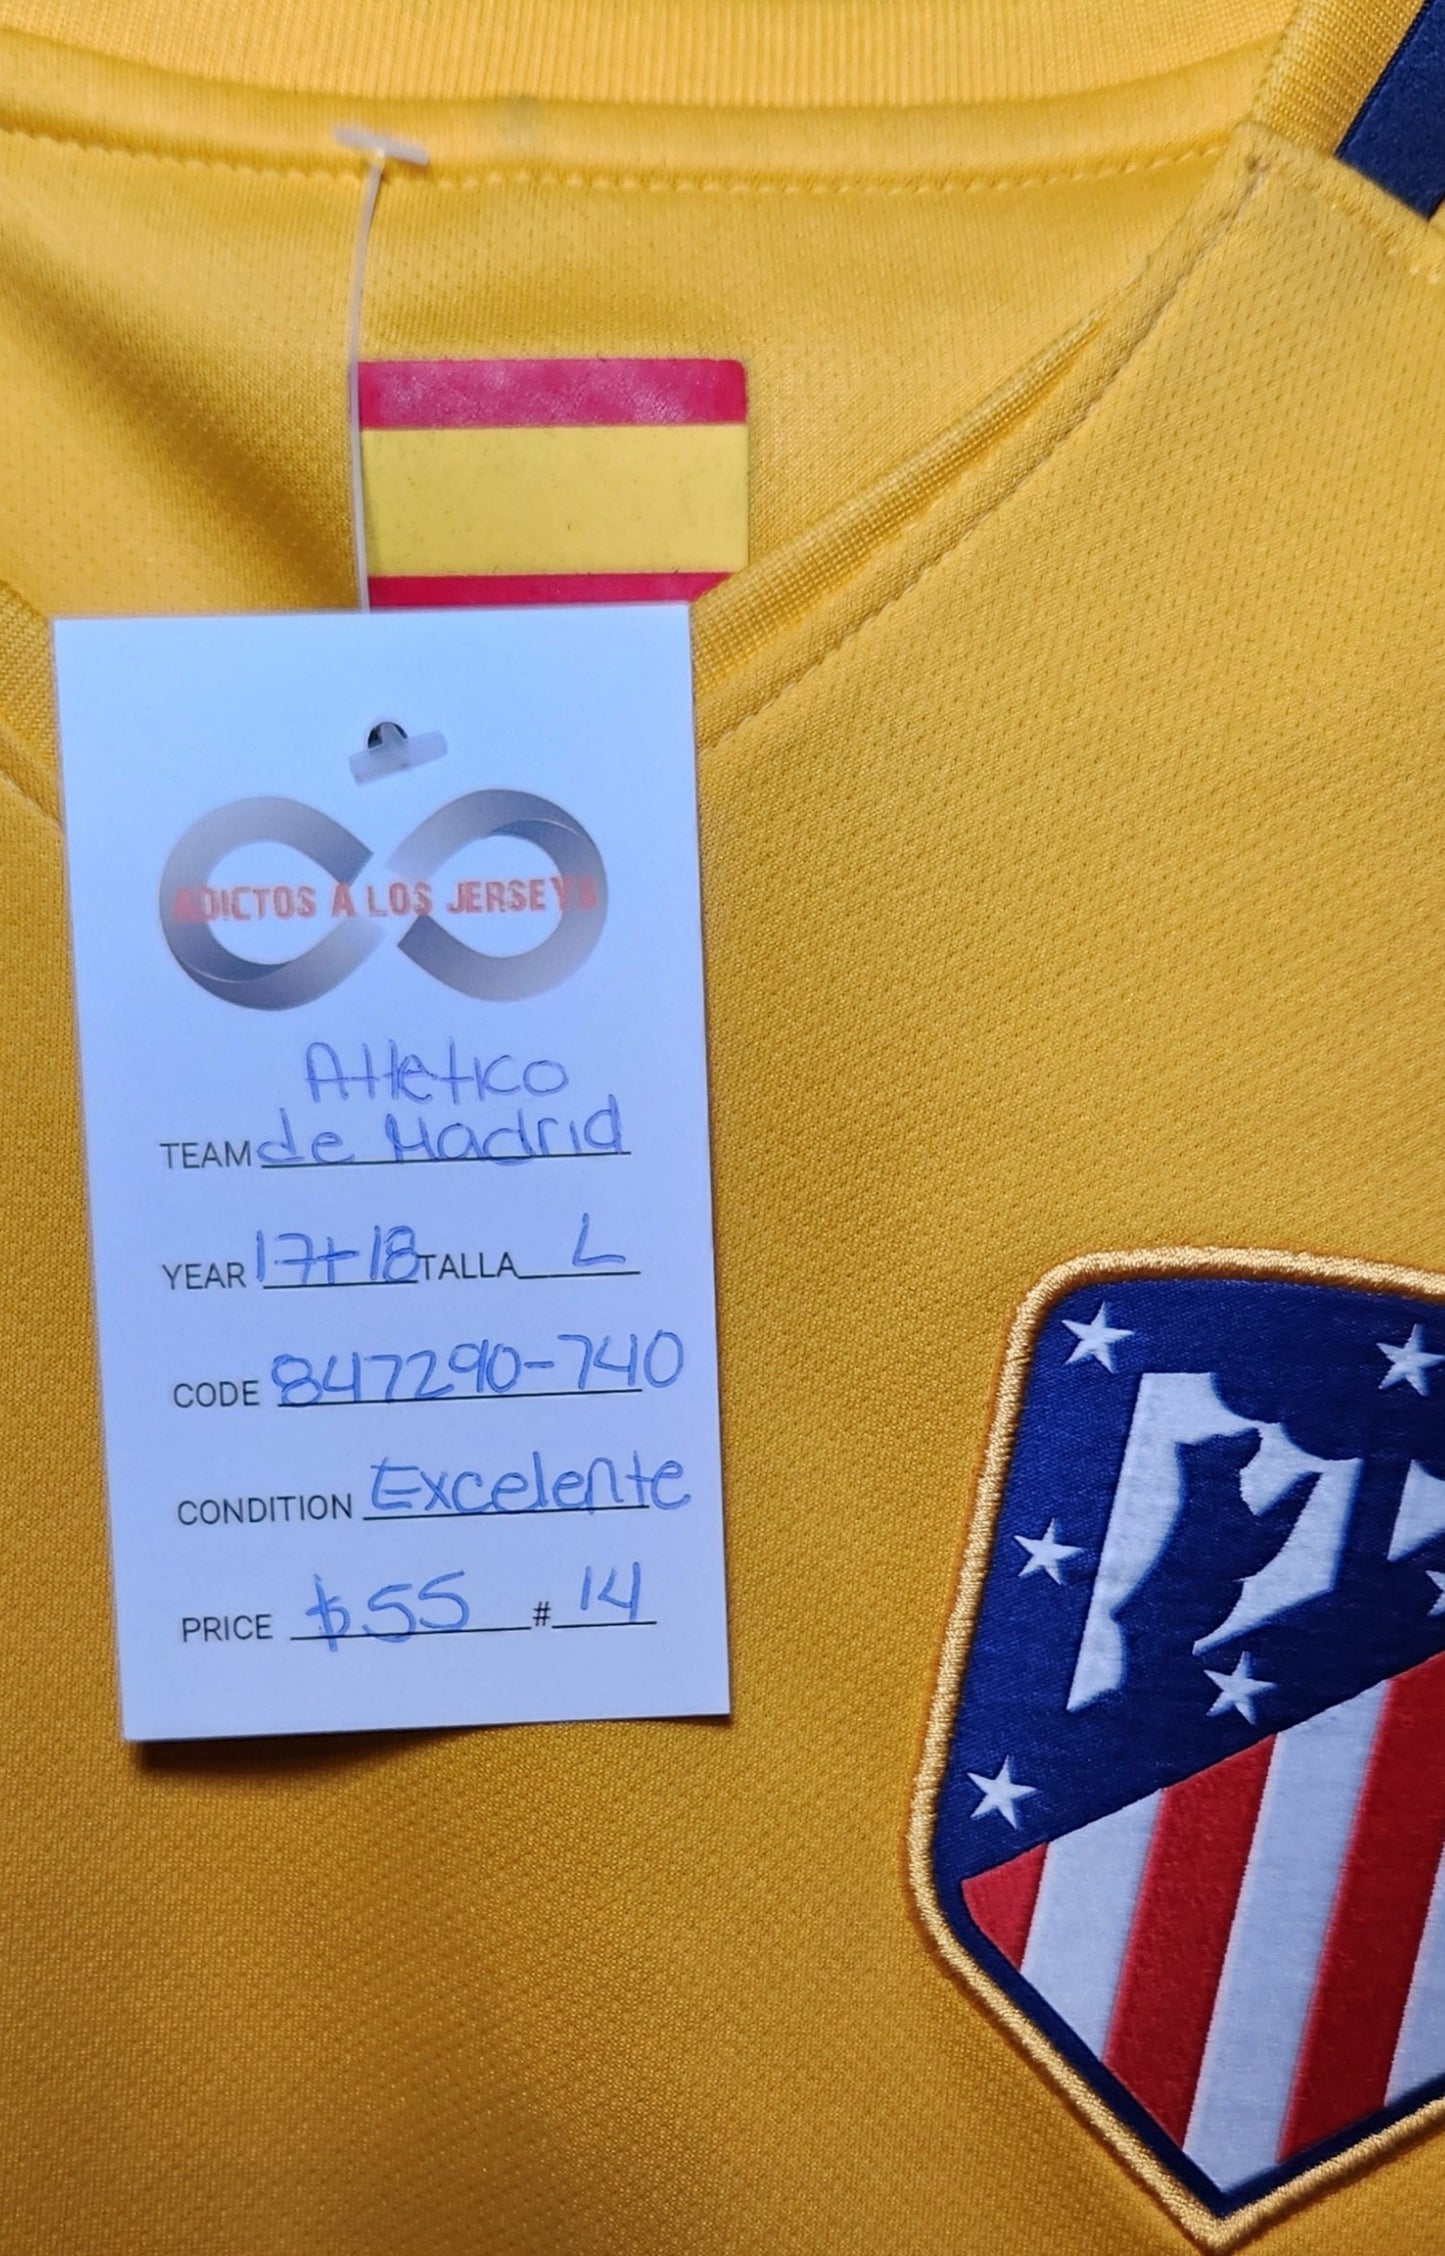 ADICTOS A LOS JERSEYS
Atletico
TEAM de Madrid
YEAR 17+18 TALLA L
CODE 847290-740
CONDITION Excelente
PRICE $55 # 14